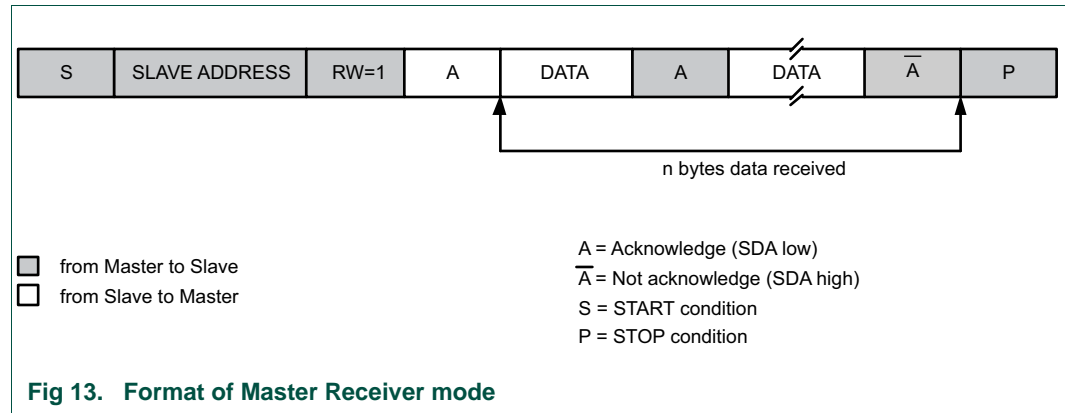 S SLAVE ADDRESS RW=1 A DATA A DATA A̅ P
n bytes data received
from Master to Slave
from Slave to Master
A = Acknowledge (SDA low)
A̅ = Not acknowledge (SDA high)
S = START condition
P = STOP condition
Fig 13. Format of Master Receiver mode